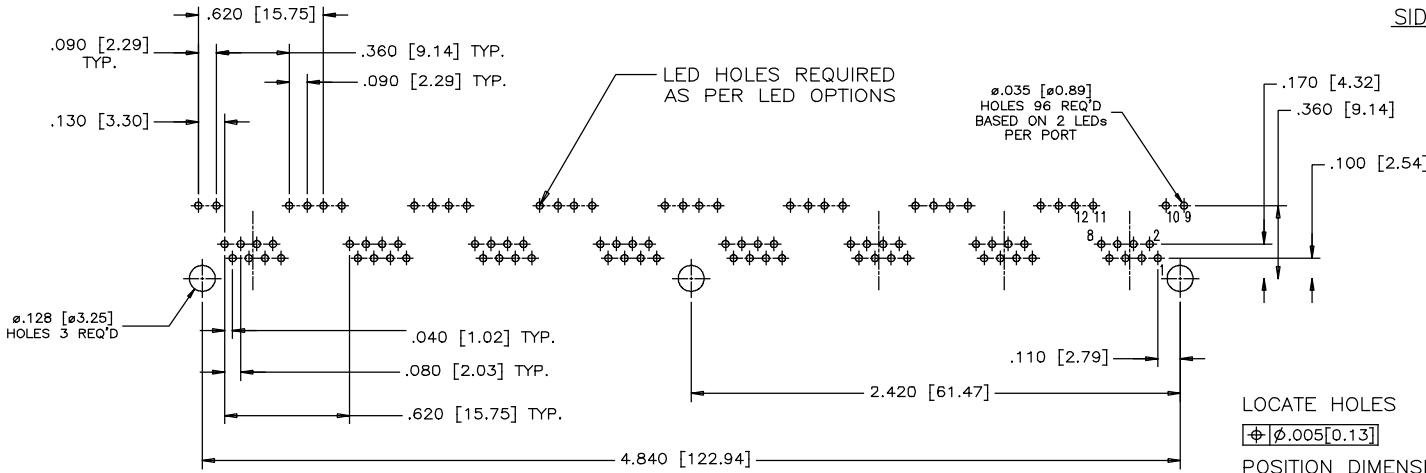 .620 [15.75]
SID
.090 [2.29]
TYP.
.360 [9.14] TYP.
.090 [2.29] TYP.
.130 [3.30]
LED HOLES REQUIRED
AS PER LED OPTIONS
ø.035 [ø0.89]
HOLES 96 REQ'D
BASED ON 2 LEDs
PER PORT
.170 [4.32]
.360 [9.14]
.100 [2.54]
12 11
10 9
8
2
1
ø.128 [ø3.25]
HOLES 3 REQ'D
.040 [1.02] TYP.
.080 [2.03] TYP.
.620 [15.75] TYP.
.110 [2.79]
2.420 [61.47]
4.840 [122.94]
LOCATE HOLES
⌖ Ø.005[0.13]
POSITION DIMENSI